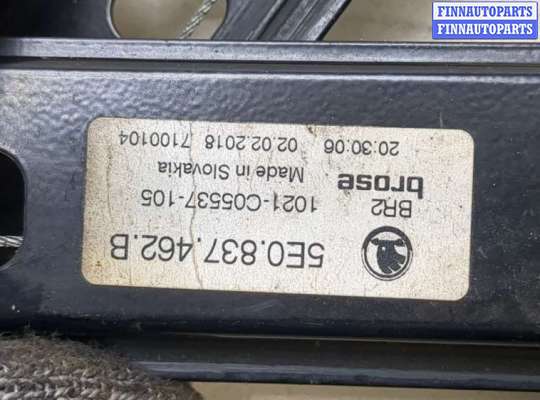 FINNAUTOPARTS
FINNAUTOPARTS
5E0.837.462.B
1021-C05537-105
BR2
brose
Made in Slovakia
02.02.2018 7100104
20:30:06